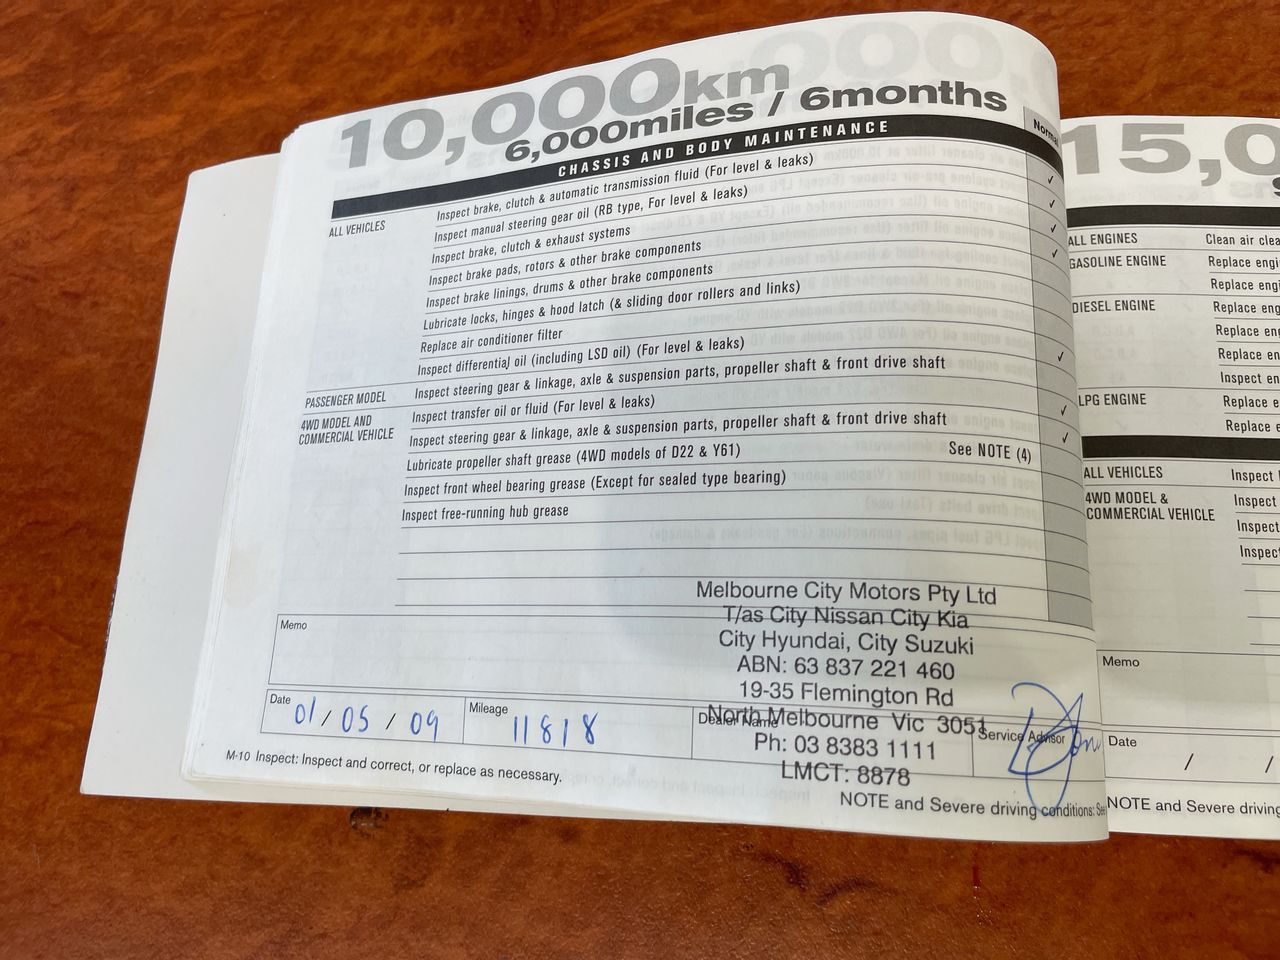 10,000km
6,000miles / 6months
CHASSIS AND BODY MAINTENANCE
Normal
ALL VEHICLES
Inspect brake, clutch & automatic transmission fluid (For level & leaks) ✓
Inspect manual steering gear oil (RB type, For level & leaks) ✓
Inspect brake, clutch & exhaust systems ✓
Inspect brake pads, rotors & other brake components ✓
Inspect brake linings, drums & other brake components
Lubricate locks, hinges & hood latch (& sliding door rollers and links)
Replace air conditioner filter
Inspect differential oil (including LSD oil) (For level & leaks) ✓
PASSENGER MODEL
Inspect steering gear & linkage, axle & suspension parts, propeller shaft & front drive shaft
4WD MODEL AND
COMMERCIAL VEHICLE
Inspect transfer oil or fluid (For level & leaks) ✓
Inspect steering gear & linkage, axle & suspension parts, propeller shaft & front drive shaft ✓
Lubricate propeller shaft grease (4WD models of D22 & Y61) See NOTE (4)
Inspect front wheel bearing grease (Except for sealed type bearing)
Inspect free-running hub grease
Melbourne City Motors Pty Ltd
T/as City Nissan City Kia
City Hyundai, City Suzuki
ABN: 63 837 221 460
19-35 Flemington Rd
North Melbourne Vic 3051
Ph: 03 8383 1111
LMCT: 8878
Memo
Date 01 / 05 / 09
Mileage 11818
Dealer Name
Service Advisor
M-10 Inspect: Inspect and correct, or replace as necessary.
NOTE and Severe driving conditions: See
15,0
ALL ENGINES
Clean air clea
GASOLINE ENGINE
Replace engi
Replace engi
DIESEL ENGINE
Replace eng
Replace en
Replace en
Inspect en
LPG ENGINE
Replace e
Replace e
ALL VEHICLES
Inspect
4WD MODEL &
COMMERCIAL VEHICLE
Inspect
Inspect
Inspec
Memo
Date / /
NOTE and Severe driving